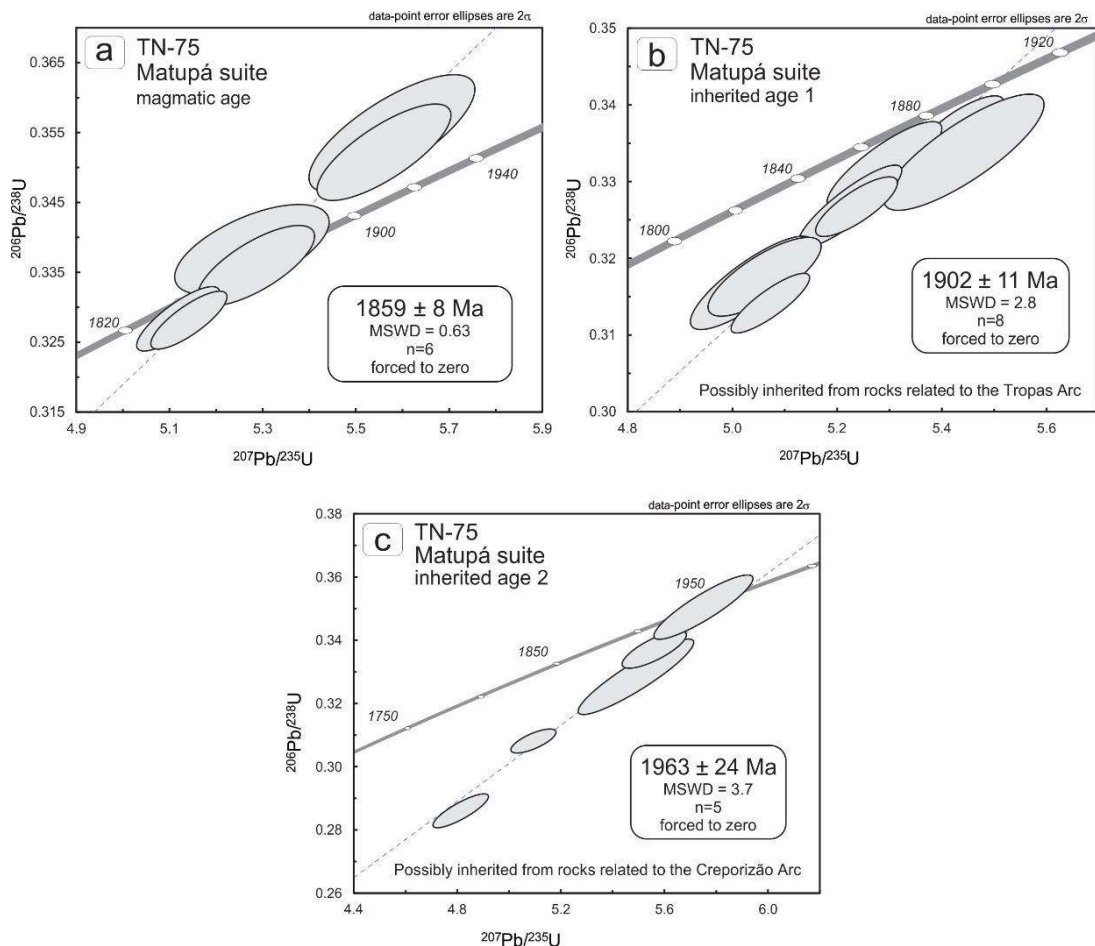 data-point error ellipses are 2σ
a
TN-75
Matupá suite
magmatic age
0.365
0.355
0.345
0.335
0.325
0.315
206Pb/238U
1940
1900
1820
1859 ± 8 Ma
MSWD = 0.63
n=6
forced to zero
4.9
5.1
5.3
5.5
5.7
5.9
207Pb/235U
data-point error ellipses are 2σ
b
TN-75
Matupá suite
inherited age 1
0.35
0.34
0.33
0.32
0.31
0.30
206Pb/238U
1920
1880
1840
1800
1902 ± 11 Ma
MSWD = 2.8
n=8
forced to zero
Possibly inherited from rocks related to the Tropas Arc
4.8
5.0
5.2
5.4
5.6
207Pb/235U
data-point error ellipses are 2σ
c
TN-75
Matupá suite
inherited age 2
0.38
0.36
0.34
0.32
0.30
0.28
0.26
206Pb/238U
1950
1850
1750
1963 ± 24 Ma
MSWD = 3.7
n=5
forced to zero
Possibly inherited from rocks related to the Creporizão Arc
4.4
4.8
5.2
5.6
6.0
207Pb/235U